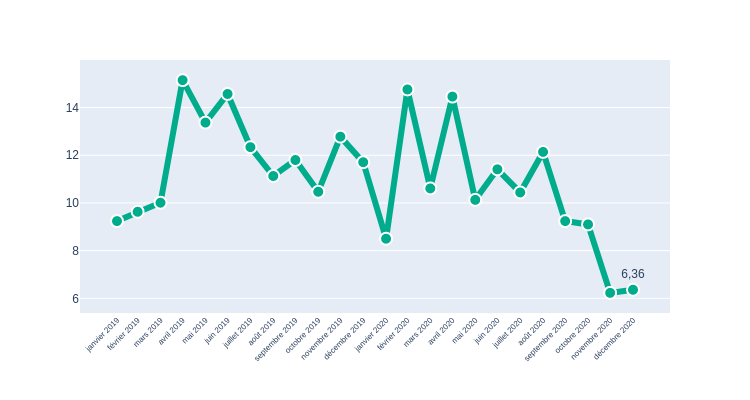 14
12
10
8
6
6,36
janvier 2019
février 2019
mars 2019
avril 2019
mai 2019
juin 2019
juillet 2019
août 2019
septembre 2019
octobre 2019
novembre 2019
décembre 2019
janvier 2020
février 2020
mars 2020
avril 2020
mai 2020
juin 2020
juillet 2020
août 2020
septembre 2020
octobre 2020
novembre 2020
décembre 2020